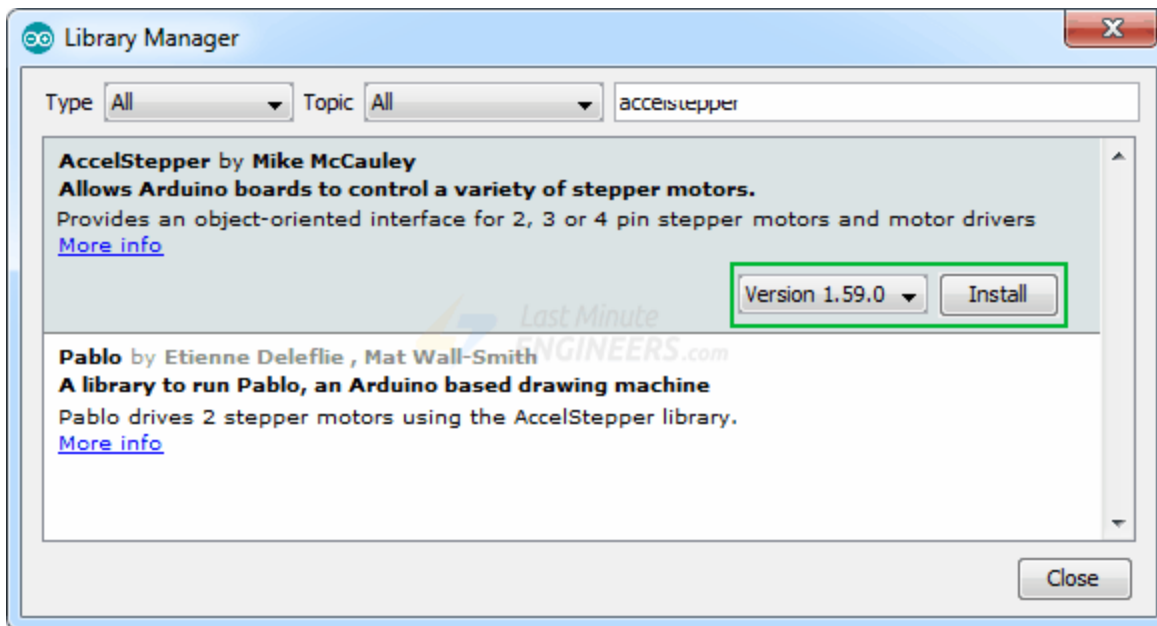 Library Manager
Type All Topic All accelstepper
AccelStepper by Mike McCauley
Allows Arduino boards to control a variety of stepper motors.
Provides an object-oriented interface for 2, 3 or 4 pin stepper motors and motor drivers
More info
Version 1.59.0 Install
Last Minute
ENGINEERS.com
Pablo by Etienne Deleflie , Mat Wall-Smith
A library to run Pablo, an Arduino based drawing machine
Pablo drives 2 stepper motors using the AccelStepper library.
More info
Close